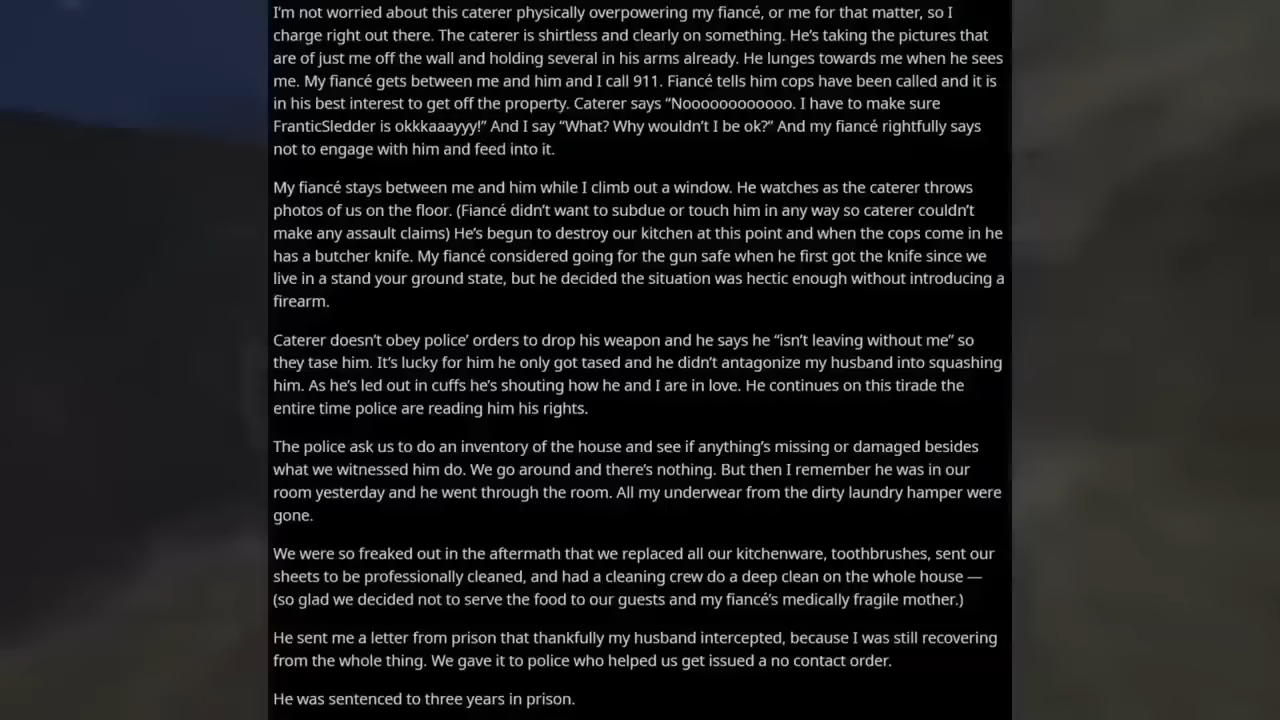 I'm not worried about this caterer physically overpowering my fiancé, or me for that matter, so I
charge right out there. The caterer is shirtless and clearly on something. He's taking the pictures that
are of just me off the wall and holding several in his arms already. He lunges towards me when he sees
me. My fiancé gets between me and him and I call 911. Fiancé tells him cops have been called and it is
in his best interest to get off the property. Caterer says “Noooooooooooo. I have to make sure
FranticSledder is okkkaaayyy!” And I say “What? Why wouldn't I be ok?” And my fiancé rightfully says
not to engage with him and feed into it.
My fiancé stays between me and him while I climb out a window. He watches as the caterer throws
photos of us on the floor. (Fiancé didn't want to subdue or touch him in any way so caterer couldn't
make any assault claims) He's begun to destroy our kitchen at this point and when the cops come in he
has a butcher knife. My fiancé considered going for the gun safe when he first got the knife since we
live in a stand your ground state, but he decided the situation was hectic enough without introducing a
firearm.
Caterer doesn't obey police' orders to drop his weapon and he says he “isn't leaving without me” so
they tase him. It's lucky for him he only got tased and he didn't antagonize my husband into squashing
him. As he's led out in cuffs he's shouting how he and I are in love. He continues on this tirade the
entire time police are reading him his rights.
The police ask us to do an inventory of the house and see if anything's missing or damaged besides
what we witnessed him do. We go around and there's nothing. But then I remember he was in our
room yesterday and he went through the room. All my underwear from the dirty laundry hamper were
gone.
We were so freaked out in the aftermath that we replaced all our kitchenware, toothbrushes, sent our
sheets to be professionally cleaned, and had a cleaning crew do a deep clean on the whole house —
(so glad we decided not to serve the food to our guests and my fiancé's medically fragile mother.)
He sent me a letter from prison that thankfully my husband intercepted, because I was still recovering
from the whole thing. We gave it to police who helped us get issued a no contact order.
He was sentenced to three years in prison.